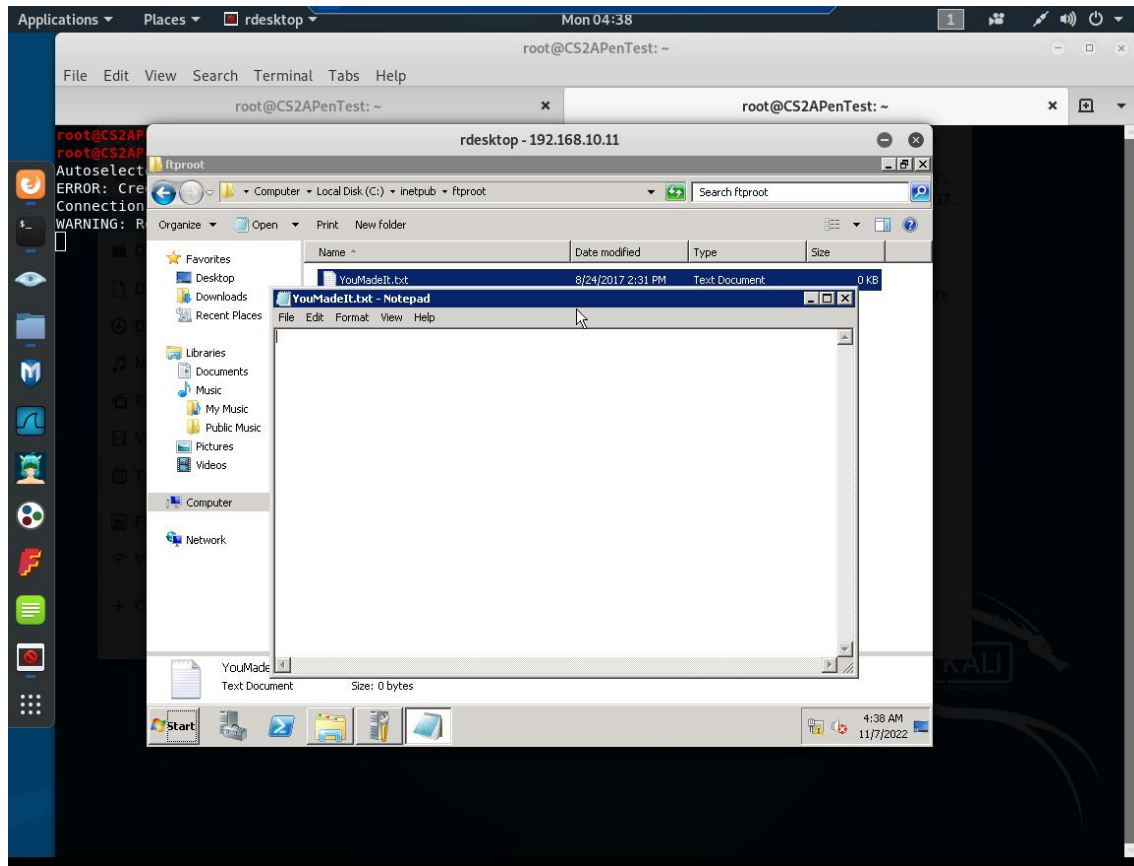 Applications Places rdesktop Mon 04:38 1
root@CS2APenTest: ~
File Edit View Search Terminal Tabs Help
root@CS2APenTest: ~ root@CS2APenTest: ~
root@CS2AP
root@CS2AP
Autoselect
ERROR: Cre
Connection
WARNING: R
rdesktop - 192.168.10.11
ftproot
Computer Local Disk (C:) inetpub ftproot Search ftproot
Organize Open Print New folder
Name Date modified Type Size
YouMadeIt.txt 8/24/2017 2:31 PM Text Document 0 KB
Favorites
Desktop
Downloads
Recent Places
Libraries
Documents
Music
My Music
Public Music
Pictures
Videos
Computer
Network
YouMadeIt.txt - Notepad
File Edit Format View Help
YouMade
Text Document Size: 0 bytes
Start 4:38 AM
11/7/2022
KALI